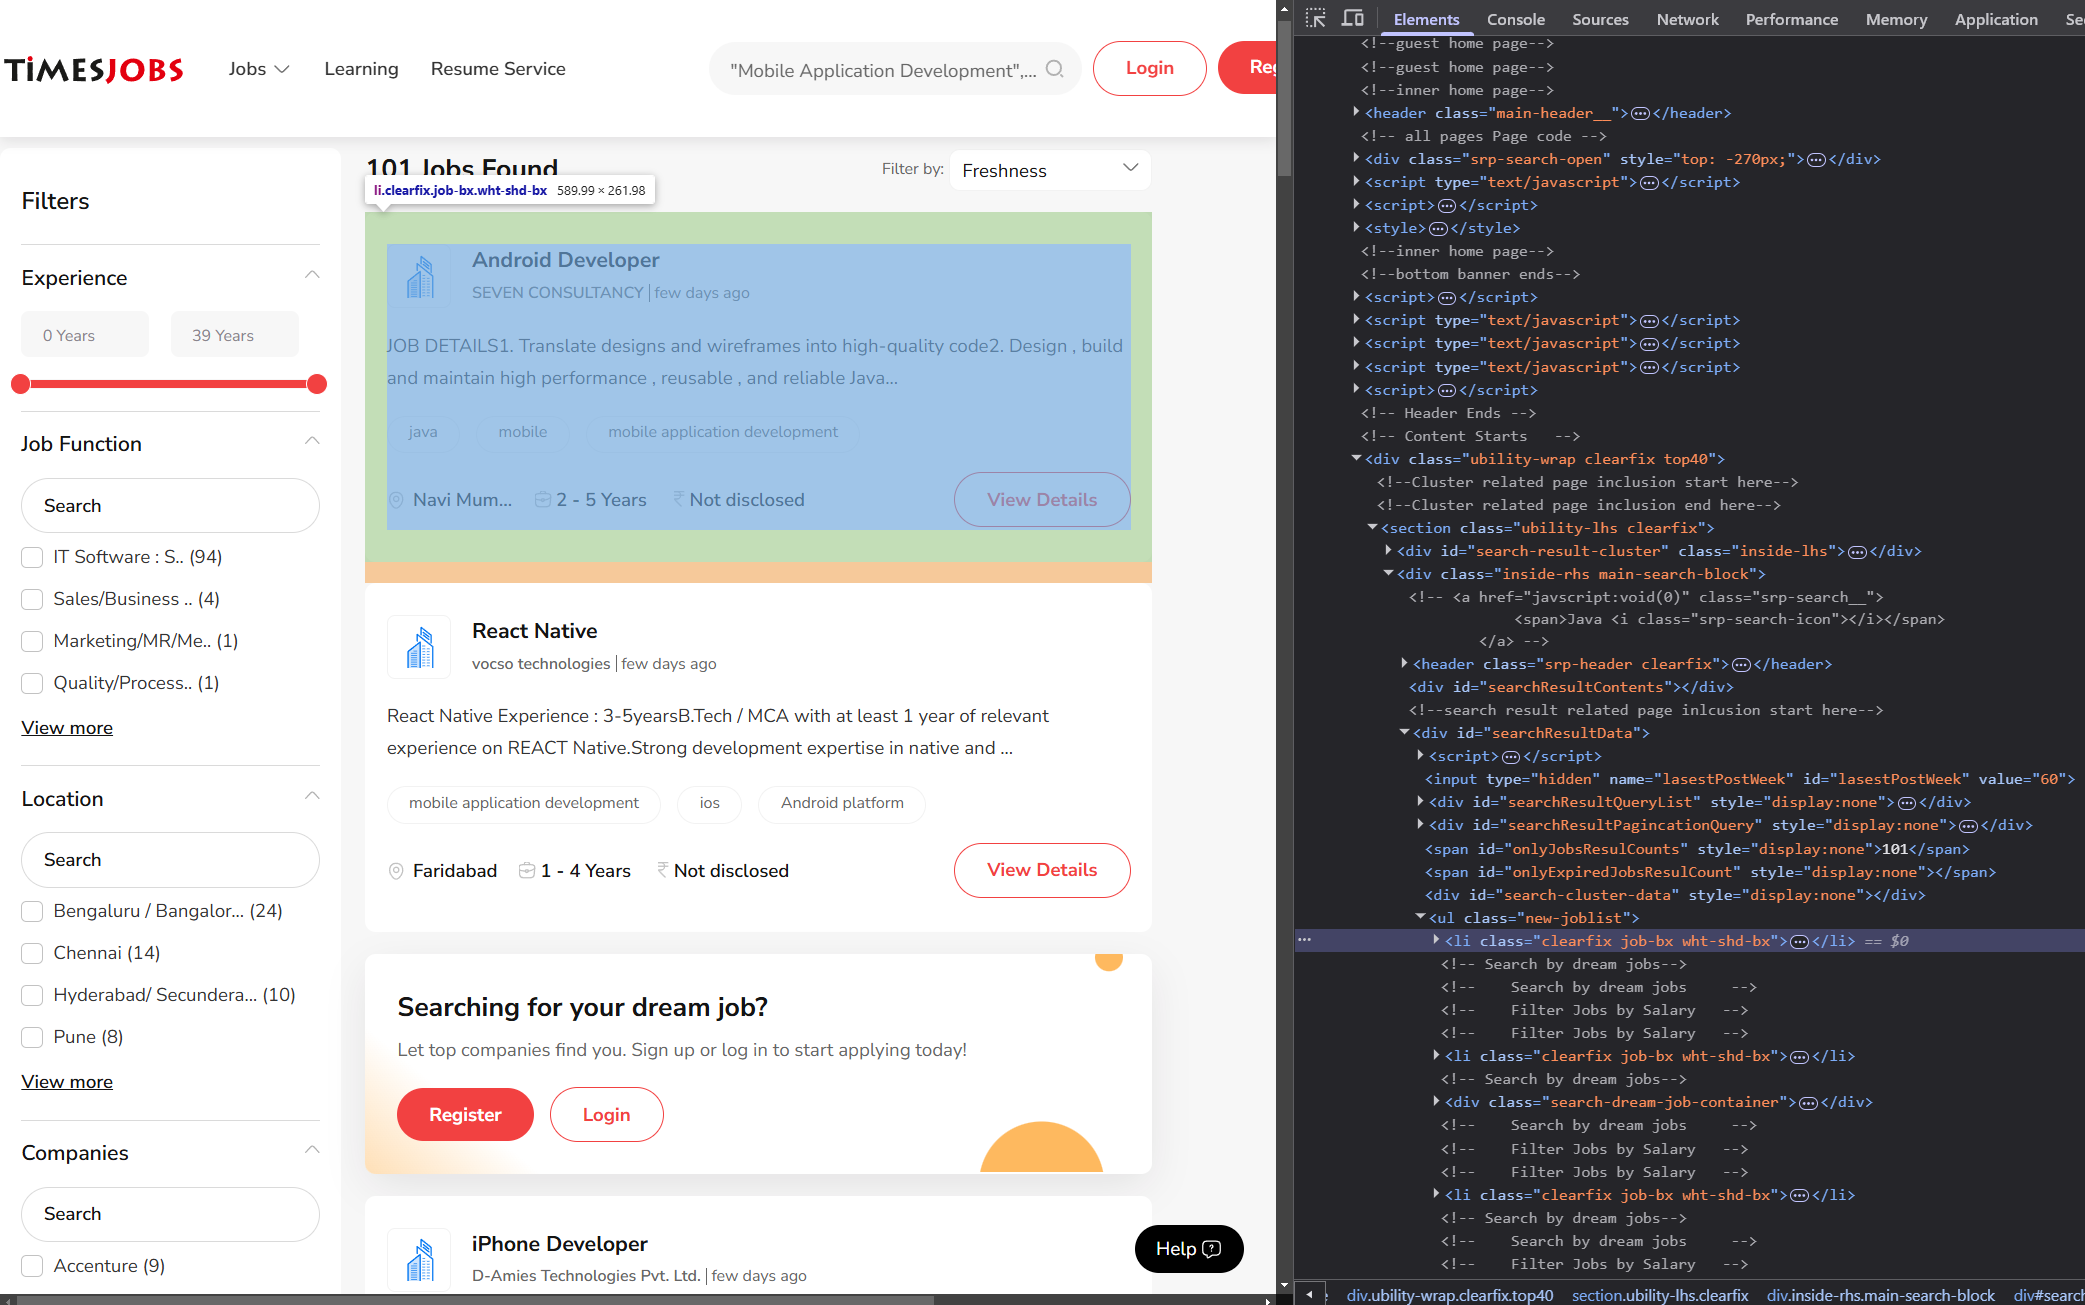 TiMESJOBS
Jobs
Learning
Resume Service
"Mobile Application Development",...
Login
Reg
101 Jobs Found
Filter by:
Freshness
li.clearfix.job-bx.wht-shd-bx 589.99 × 261.98
Filters
Experience
0 Years
39 Years
Job Function
Search
IT Software : S.. (94)
Sales/Business .. (4)
Marketing/MR/Me.. (1)
Quality/Process.. (1)
View more
Location
Search
Bengaluru / Bangalor... (24)
Chennai (14)
Hyderabad/ Secundera... (10)
Pune (8)
View more
Companies
Search
Accenture (9)
Android Developer
SEVEN CONSULTANCY | few days ago
JOB DETAILS1. Translate designs and wireframes into high-quality code2. Design , build
and maintain high performance , reusable , and reliable Java...
java
mobile
mobile application development
Navi Mum...
2 - 5 Years
₹ Not disclosed
View Details
React Native
vocso technologies | few days ago
React Native Experience : 3-5yearsB.Tech / MCA with at least 1 year of relevant
experience on REACT Native.Strong development expertise in native and ...
mobile application development
ios
Android platform
Faridabad
1 - 4 Years
₹ Not disclosed
View Details
Searching for your dream job?
Let top companies find you. Sign up or log in to start applying today!
Register
Login
iPhone Developer
D-Amies Technologies Pvt. Ltd. | few days ago
Help
Elements
Console
Sources
Network
Performance
Memory
Application
Se
<!--guest home page-->
<!--guest home page-->
<!--inner home page-->
<header class="main-header__">…</header>
<!-- all pages Page code -->
<div class="srp-search-open" style="top: -270px;">…</div>
<script type="text/javascript">…</script>
<script>…</script>
<style>…</style>
<!--inner home page-->
<!--bottom banner ends-->
<script>…</script>
<script type="text/javascript">…</script>
<script type="text/javascript">…</script>
<script type="text/javascript">…</script>
<script>…</script>
<!-- Header Ends -->
<!-- Content Starts   -->
<div class="ubility-wrap clearfix top40">
<!--Cluster related page inclusion start here-->
<!--Cluster related page inclusion end here-->
<section class="ubility-lhs clearfix">
<div id="search-result-cluster" class="inside-lhs">…</div>
<div class="inside-rhs main-search-block">
<!-- <a href="javscript:void(0)" class="srp-search__">
<span>Java <i class="srp-search-icon"></i></span>
</a> -->
<header class="srp-header clearfix">…</header>
<div id="searchResultContents"></div>
<!--search result related page inlcusion start here-->
<div id="searchResultData">
<script>…</script>
<input type="hidden" name="lasestPostWeek" id="lasestPostWeek" value="60">
<div id="searchResultQueryList" style="display:none">…</div>
<div id="searchResultPagincationQuery" style="display:none">…</div>
<span id="onlyJobsResulCounts" style="display:none">101</span>
<span id="onlyExpiredJobsResulCount" style="display:none"></span>
<div id="search-cluster-data" style="display:none"></div>
<ul class="new-joblist">
<li class="clearfix job-bx wht-shd-bx">…</li> == $0
<!-- Search by dream jobs-->
<!--    Search by dream jobs     -->
<!--    Filter Jobs by Salary   -->
<!--    Filter Jobs by Salary   -->
<li class="clearfix job-bx wht-shd-bx">…</li>
<!-- Search by dream jobs-->
<div class="search-dream-job-container">…</div>
<!--    Search by dream jobs     -->
<!--    Filter Jobs by Salary   -->
<!--    Filter Jobs by Salary   -->
<li class="clearfix job-bx wht-shd-bx">…</li>
<!-- Search by dream jobs-->
<!--    Search by dream jobs     -->
<!--    Filter Jobs by Salary   -->
div.ubility-wrap.clearfix.top40
section.ubility-lhs.clearfix
div.inside-rhs.main-search-block
div#search